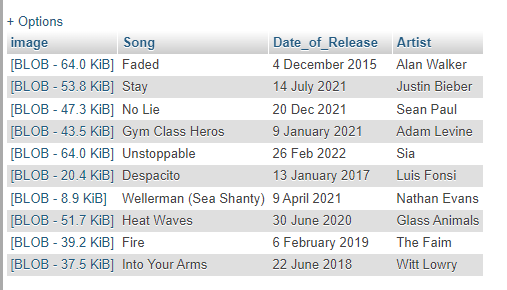 + Options
image Song Date_of_Release Artist
[BLOB - 64.0 KiB] Faded 4 December 2015 Alan Walker
[BLOB - 53.8 KiB] Stay 14 July 2021 Justin Bieber
[BLOB - 47.3 KiB] No Lie 20 Dec 2021 Sean Paul
[BLOB - 43.5 KiB] Gym Class Heros 9 January 2021 Adam Levine
[BLOB - 64.0 KiB] Unstoppable 26 Feb 2022 Sia
[BLOB - 20.4 KiB] Despacito 13 January 2017 Luis Fonsi
[BLOB - 8.9 KiB] Wellerman (Sea Shanty) 9 April 2021 Nathan Evans
[BLOB - 51.7 KiB] Heat Waves 30 June 2020 Glass Animals
[BLOB - 39.2 KiB] Fire 6 February 2019 The Faim
[BLOB - 37.5 KiB] Into Your Arms 22 June 2018 Witt Lowry